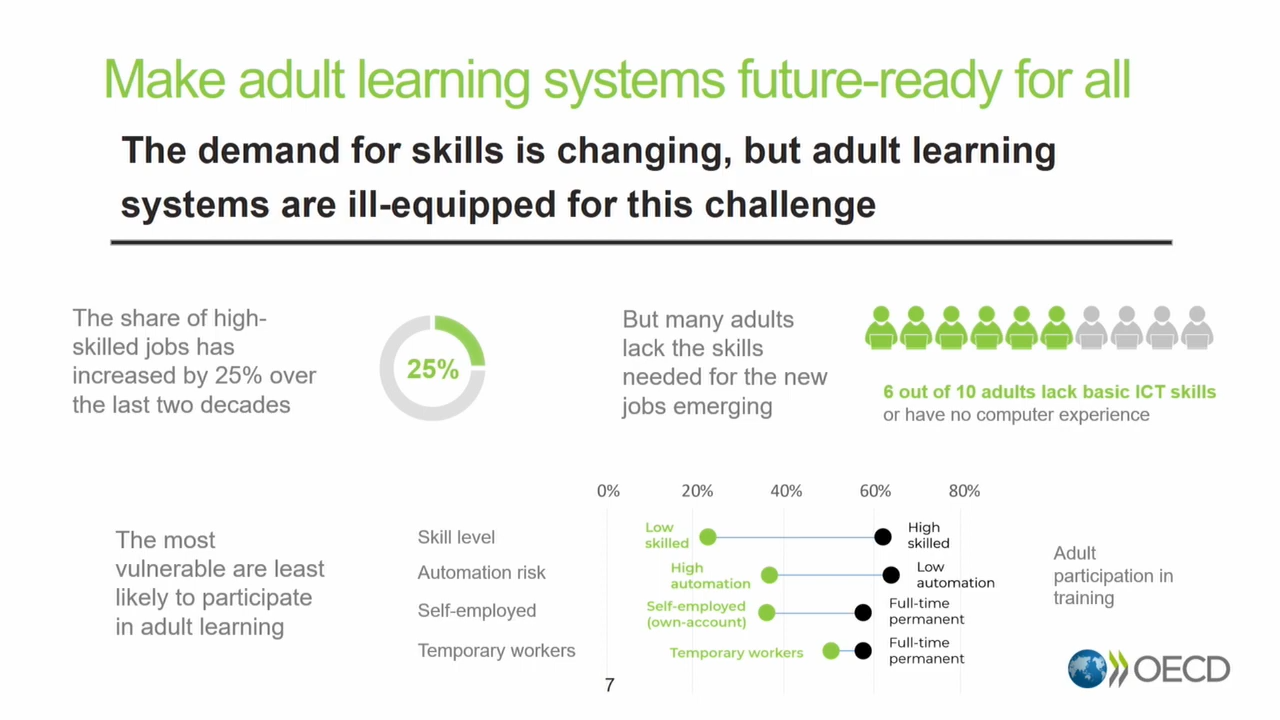 Make adult learning systems future-ready for all
The demand for skills is changing, but adult learning
systems are ill-equipped for this challenge
The share of high-
skilled jobs has
increased by 25% over
the last two decades
25%
But many adults
lack the skills
needed for the new
jobs emerging
6 out of 10 adults lack basic ICT skills
or have no computer experience
The most
vulnerable are least
likely to participate
in adult learning
0% 20% 40% 60% 80%
Skill level
Low
skilled
High
skilled
Automation risk
High
automation
Low
automation
Self-employed
Self-employed
(own-account)
Full-time
permanent
Temporary workers
Temporary workers
Full-time
permanent
Adult
participation in
training
7
OECD